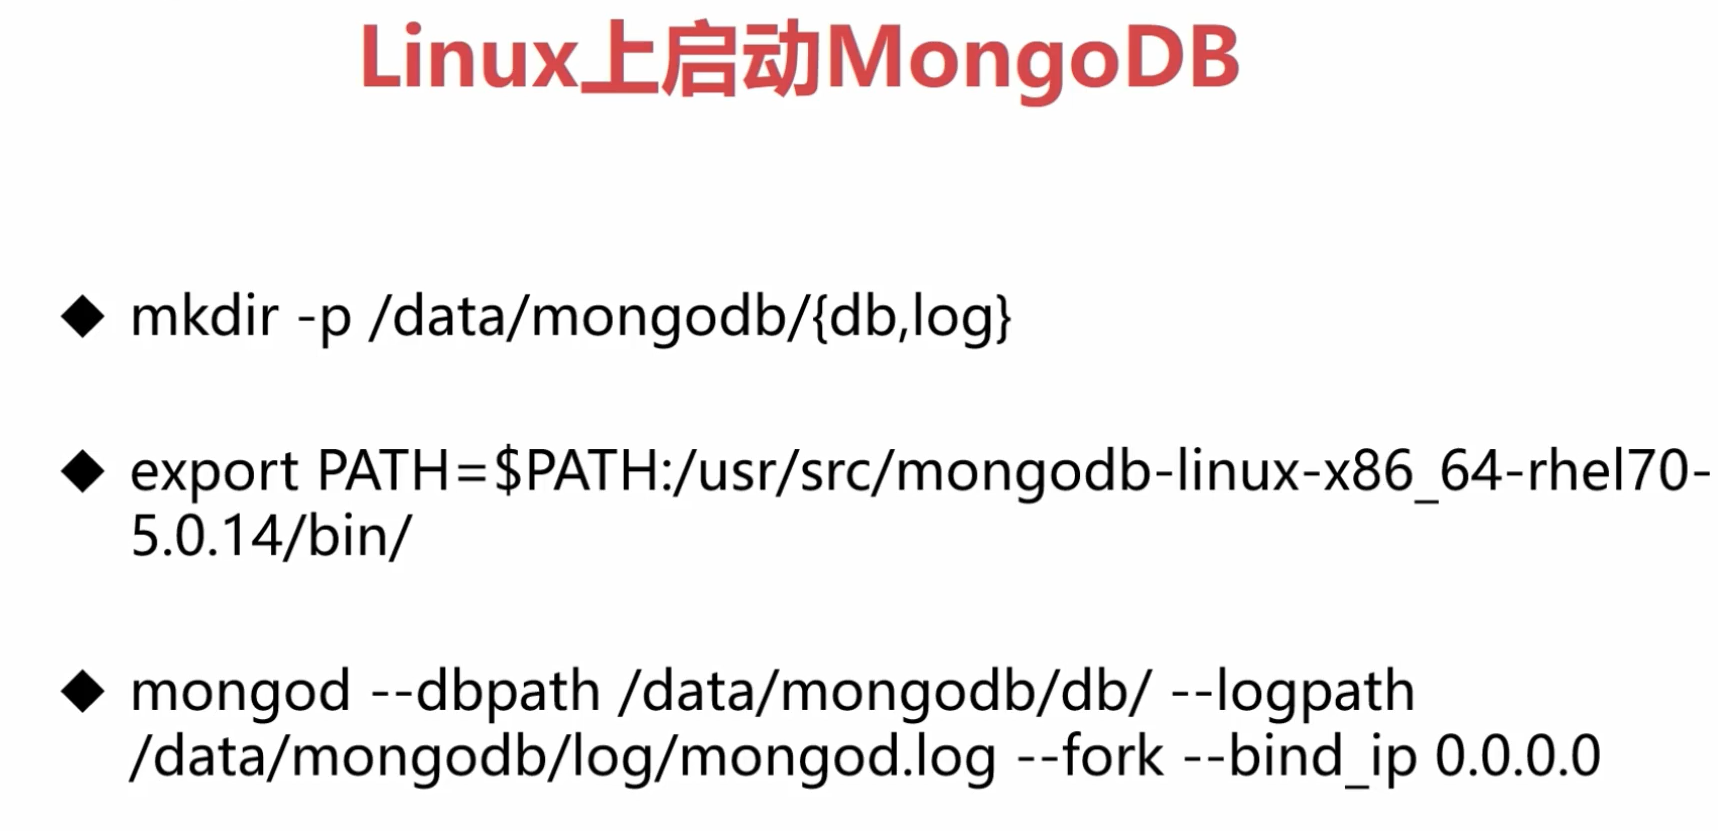 Linux上启动MongoDB
mkdir -p /data/mongodb/{db,log}
export PATH=$PATH:/usr/src/mongodb-linux-x86_64-rhel70-
5.0.14/bin/
mongod --dbpath /data/mongodb/db/ --logpath
/data/mongodb/log/mongod.log --fork --bind_ip 0.0.0.0